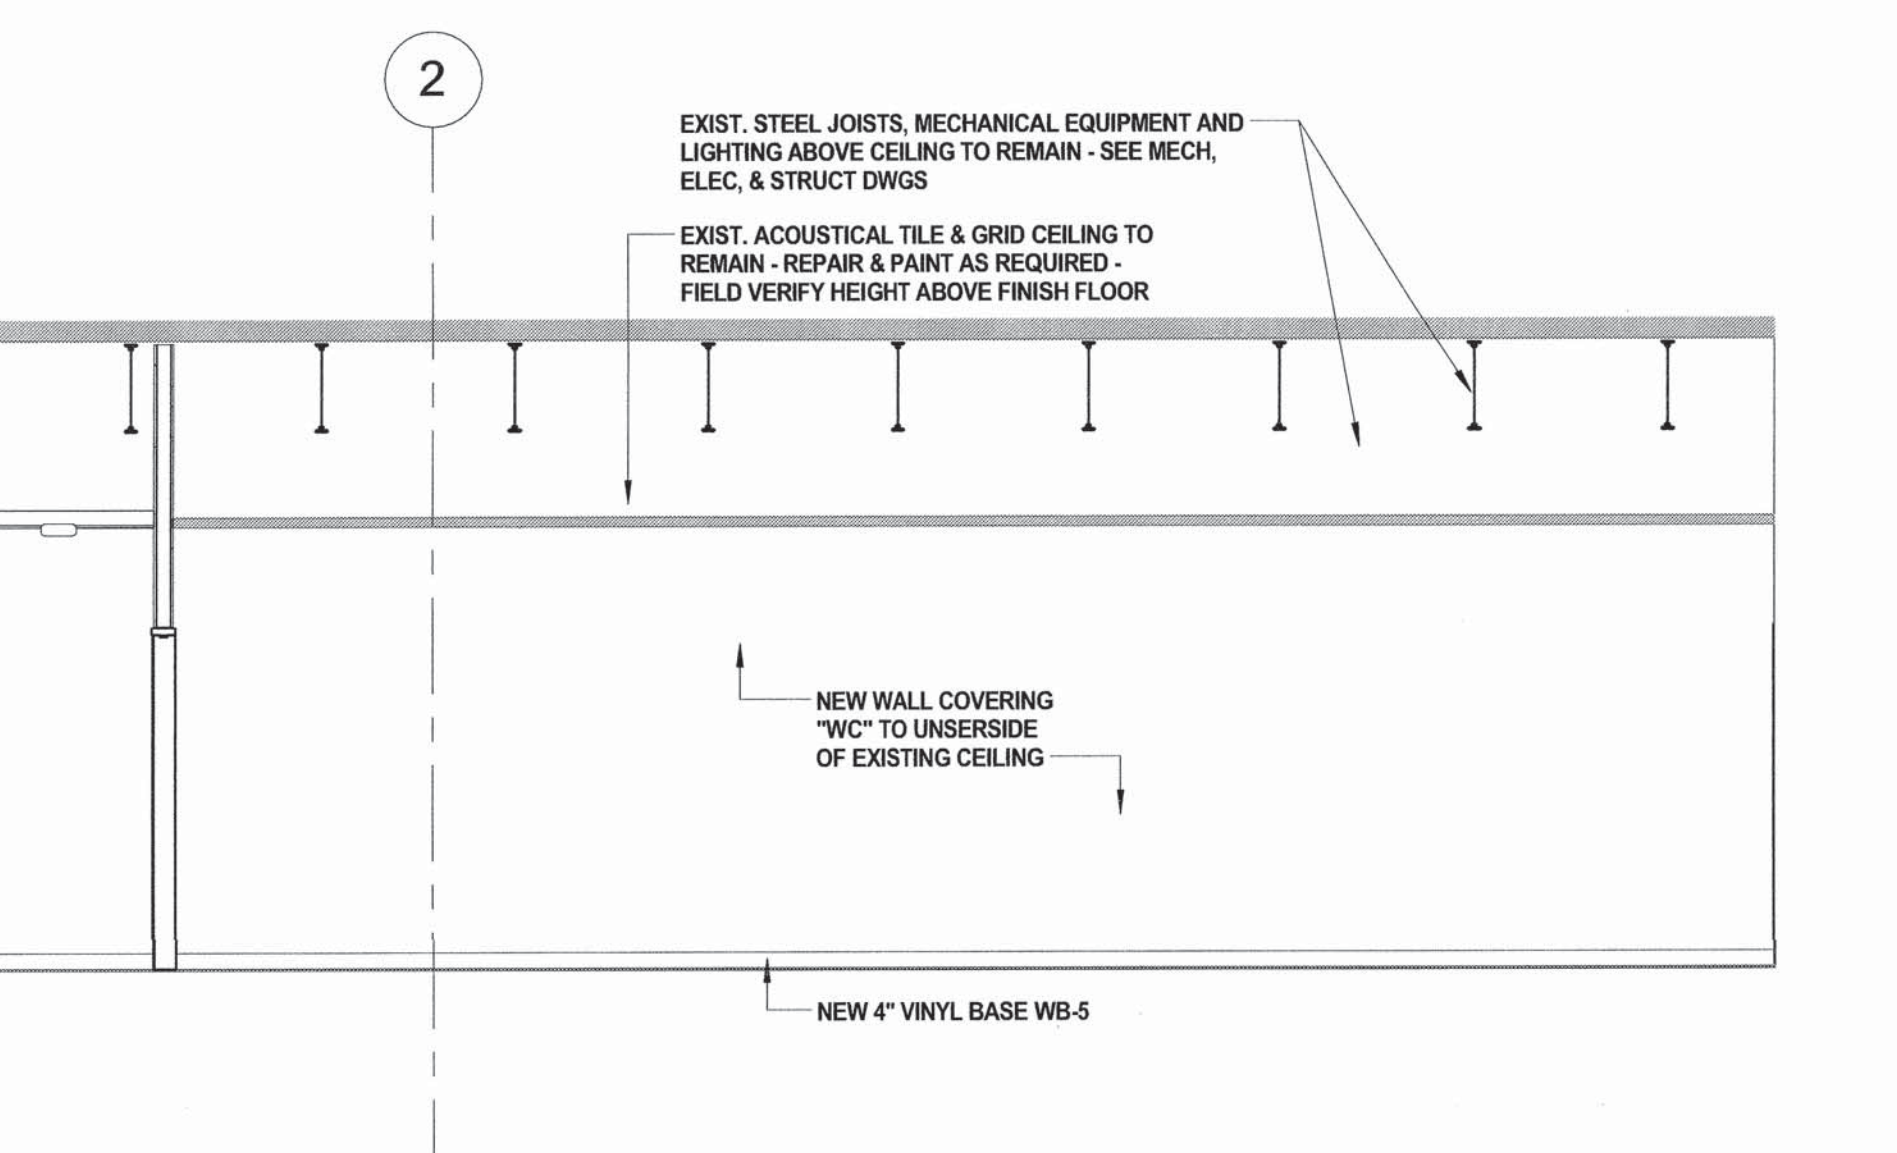 2
EXIST. STEEL JOISTS, MECHANICAL EQUIPMENT AND
LIGHTING ABOVE CEILING TO REMAIN - SEE MECH,
ELEC, & STRUCT DWGS
EXIST. ACOUSTICAL TILE & GRID CEILING TO
REMAIN - REPAIR & PAINT AS REQUIRED -
FIELD VERIFY HEIGHT ABOVE FINISH FLOOR
NEW WALL COVERING
"WC" TO UNSERSIDE
OF EXISTING CEILING
NEW 4" VINYL BASE WB-5